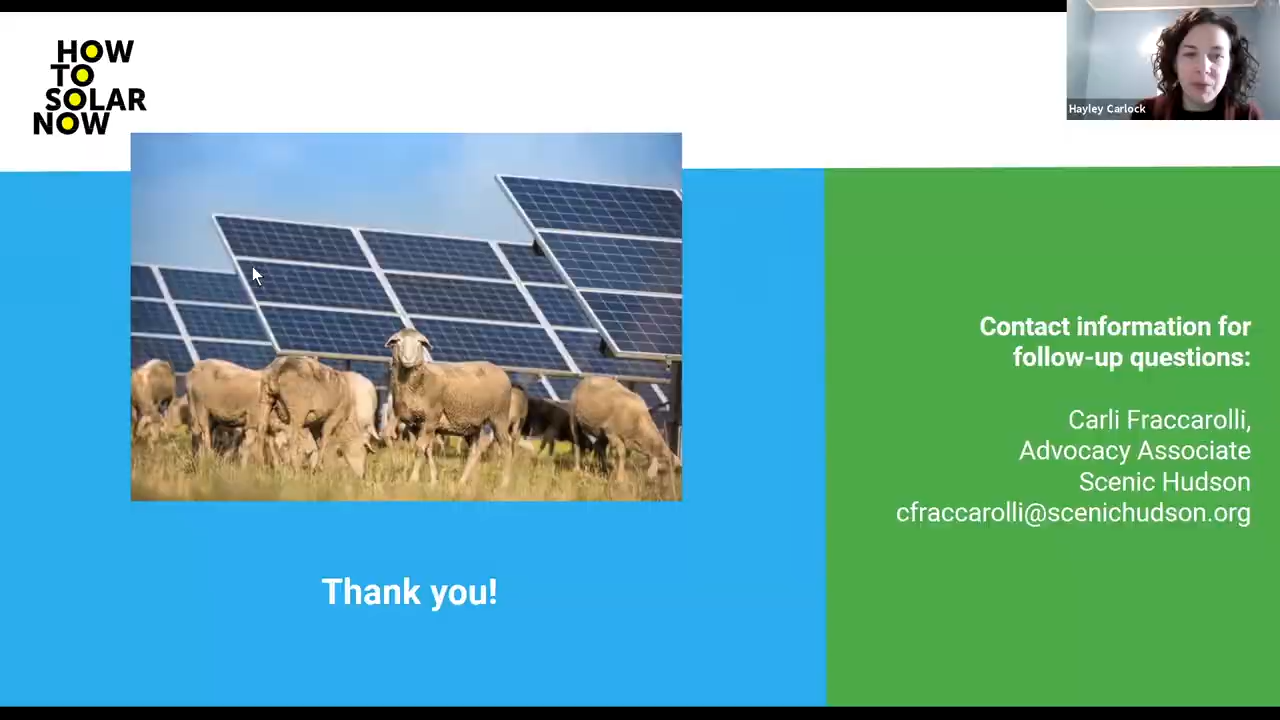 HOW
TO
SOLAR
NOW
Hayley Carlock
Contact information for
follow-up questions:
Carli Fraccarolli,
Advocacy Associate
Scenic Hudson
cfraccarolli@scenichudson.org
Thank you!